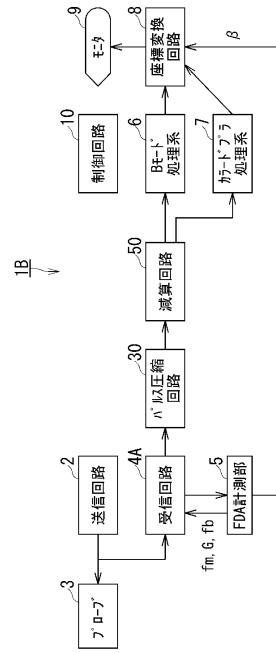 1B
3
プローブ
2
送信回路
4A
受信回路
fm, G, fb
5
FDA計測部
30
パルス圧縮
回路
50
減算回路
10
制御回路
6
Bモード
処理系
7
カラードプラ
処理系
9
モニタ
8
座標変換
回路
β